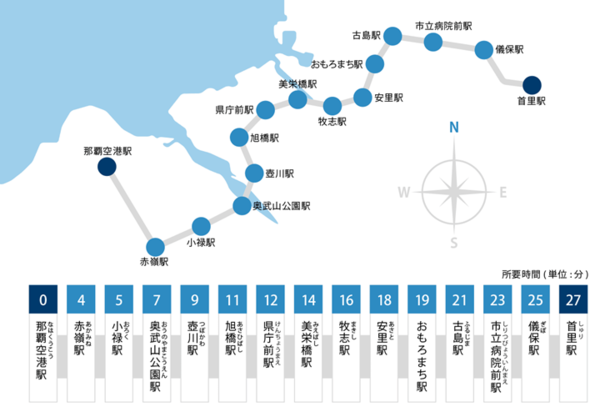 市立病院前駅
古島駅
儀保駅
おもろまち駅
美栄橋駅
首里駅
安里駅
県庁前駅
牧志駅
旭橋駅
那覇空港駅
壺川駅
奥武山公園駅
小禄駅
赤嶺駅
N
W
E
S
所要時間 ( 単位 : 分 )
0
4
5
7
9
11
12
14
16
18
19
21
23
25
27
那覇空港駅
なはくうこう
赤嶺駅
あかみね
小禄駅
おろく
奥武山公園駅
おうのやまこうえん
壺川駅
つぼがわ
旭橋駅
あさひばし
県庁前駅
けんちょうまえ
美栄橋駅
みえばし
牧志駅
まきし
安里駅
あさと
おもろまち駅
古島駅
ふるじま
市立病院前駅
しりつびょういんまえ
儀保駅
ぎぼ
首里駅
しゅり